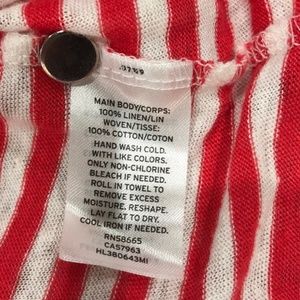 MAIN BODY/CORPS:
100% LINEN/LIN
WOVEN/TISSE:
100% COTTON/COTON
HAND WASH COLD.
WITH LIKE COLORS.
ONLY NON-CHLORINE
BLEACH IF NEEDED.
ROLL IN TOWEL TO
REMOVE EXCESS
MOISTURE. RESHAPE.
LAY FLAT TO DRY.
COOL IRON IF NEEDED.
RN58665
CA57963
HL380643MI